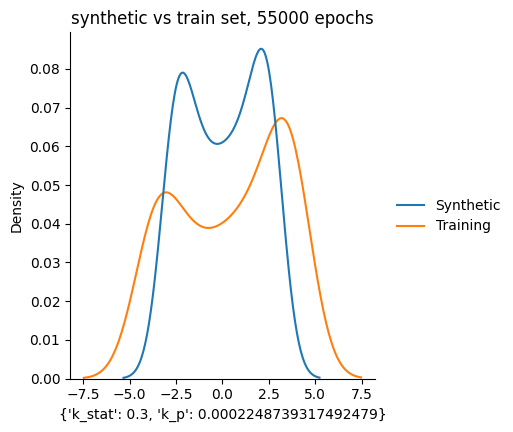 synthetic vs train set, 55000 epochs
0.08
0.07
0.06
0.05
0.04
0.03
0.02
0.01
0.00
Density
Synthetic
Training
−7.5 −5.0 −2.5 0.0 2.5 5.0 7.5
{'k_stat': 0.3, 'k_p': 0.00022487393174924​79}